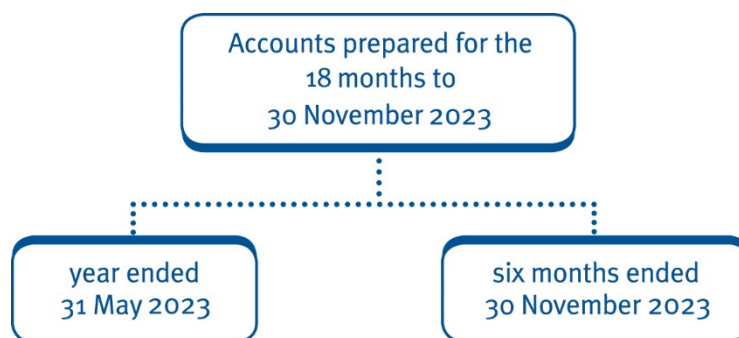 Accounts prepared for the
18 months to
30 November 2023
year ended
31 May 2023
six months ended
30 November 2023